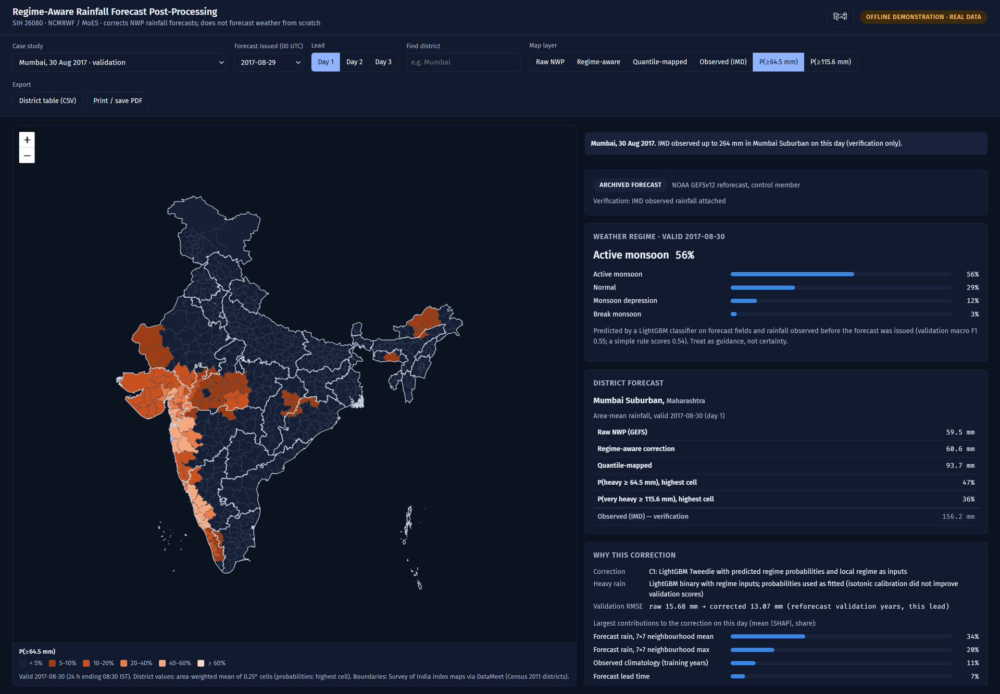 Regime-Aware Rainfall Forecast Post-Processing
SIH 26080 · NCMRWF / MoES · corrects NWP rainfall forecasts; does not forecast weather from scratch
हिन्दी
OFFLINE DEMONSTRATION · REAL DATA
Case study
Mumbai, 30 Aug 2017 · validation
Forecast issued (00 UTC)
2017-08-29
Lead
Day 1
Day 2
Day 3
Find district
e.g. Mumbai
Map layer
Raw NWP
Regime-aware
Quantile-mapped
Observed (IMD)
P(≥64.5 mm)
P(≥115.6 mm)
Export
District table (CSV)
Print / save PDF
+
−
P(≥64.5 mm)
< 5%
5–10%
10–20%
20–40%
40–60%
≥ 60%
Valid 2017-08-30 (24 h ending 08:30 IST). District values: area-weighted mean of 0.25° cells (probabilities: highest cell). Boundaries: Survey of India index maps via DataMeet (Census 2011 districts).
Mumbai, 30 Aug 2017. IMD observed up to 264 mm in Mumbai Suburban on this day (verification only).
ARCHIVED FORECAST NOAA GEFSv12 reforecast, control member
Verification: IMD observed rainfall attached
WEATHER REGIME · VALID 2017-08-30
Active monsoon 56%
Active monsoon 56%
Normal 29%
Monsoon depression 12%
Break monsoon 3%
Predicted by a LightGBM classifier on forecast fields and rainfall observed before the forecast was issued (validation macro F1
0.55; a simple rule scores 0.54). Treat as guidance, not certainty.
DISTRICT FORECAST
Mumbai Suburban, Maharashtra
Area-mean rainfall, valid 2017-08-30 (day 1)
Raw NWP (GEFS) 59.5 mm
Regime-aware correction 60.6 mm
Quantile-mapped 93.7 mm
P(heavy ≥ 64.5 mm), highest cell 47%
P(very heavy ≥ 115.6 mm), highest cell 36%
Observed (IMD) — verification 156.2 mm
WHY THIS CORRECTION
Correction C1: LightGBM Tweedie with predicted regime probabilities and local regime as inputs
Heavy rain LightGBM binary with regime inputs; probabilities used as fitted (isotonic calibration did not improve
validation scores)
Validation RMSE raw 15.68 mm → corrected 13.07 mm (reforecast validation years, this lead)
Largest contributions to the correction on this day (mean |SHAP|, share):
Forecast rain, 7×7 neighbourhood mean 34%
Forecast rain, 7×7 neighbourhood max 20%
Observed climatology (training years) 11%
Forecast lead time 7%